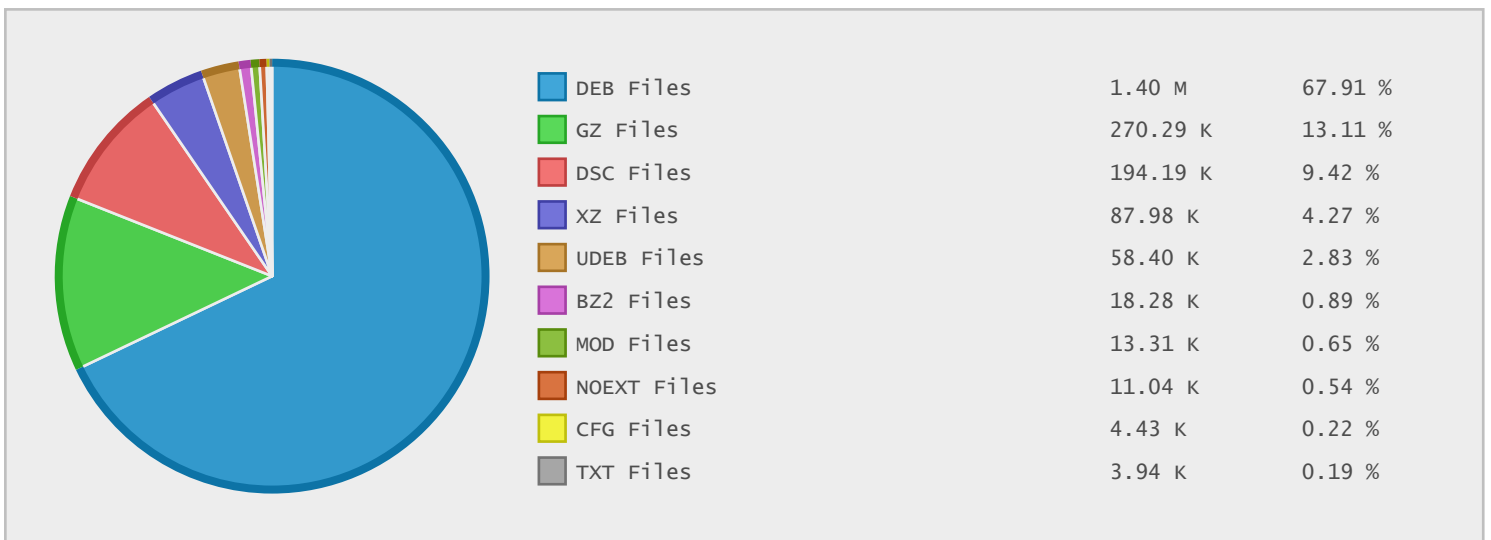 DEB Files 1.40 M 67.91 %
GZ Files 270.29 K 13.11 %
DSC Files 194.19 K 9.42 %
XZ Files 87.98 K 4.27 %
UDEB Files 58.40 K 2.83 %
BZ2 Files 18.28 K 0.89 %
MOD Files 13.31 K 0.65 %
NOEXT Files 11.04 K 0.54 %
CFG Files 4.43 K 0.22 %
TXT Files 3.94 K 0.19 %